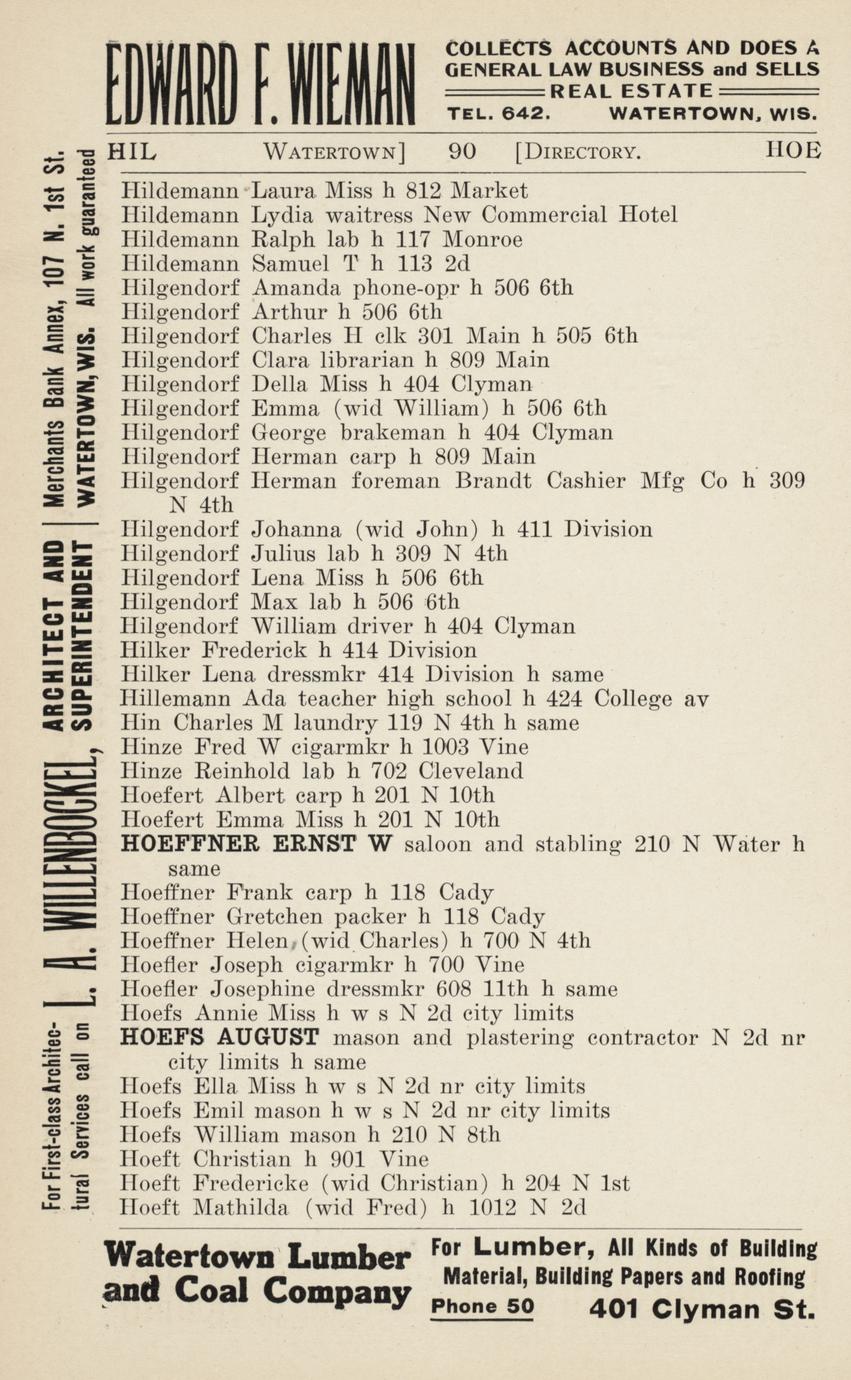 EDWARD F. WIEMAN
COLLECTS ACCOUNTS AND DOES A
GENERAL LAW BUSINESS and SELLS
REAL ESTATE
TEL. 642. WATERTOWN, WIS.
HIL WATERTOWN] 90 [DIRECTORY. HOE
Hildemann Laura Miss h 812 Market
Hildemann Lydia waitress New Commercial Hotel
Hildemann Ralph lab h 117 Monroe
Hildemann Samuel T h 113 2d
Hilgendorf Amanda phone-opr h 506 6th
Hilgendorf Arthur h 506 6th
Hilgendorf Charles H clk 301 Main h 505 6th
Hilgendorf Clara librarian h 809 Main
Hilgendorf Della Miss h 404 Clyman
Hilgendorf Emma (wid William) h 506 6th
Hilgendorf George brakeman h 404 Clyman
Hilgendorf Herman carp h 809 Main
Hilgendorf Herman foreman Brandt Cashier Mfg Co h 309
N 4th
Hilgendorf Johanna (wid John) h 411 Division
Hilgendorf Julius lab h 309 N 4th
Hilgendorf Lena Miss h 506 6th
Hilgendorf Max lab h 506 6th
Hilgendorf William driver h 404 Clyman
Hilker Frederick h 414 Division
Hilker Lena dressmkr 414 Division h same
Hillemann Ada teacher high school h 424 College av
Hin Charles M laundry 119 N 4th h same
Hinze Fred W cigarmkr h 1003 Vine
Hinze Reinhold lab h 702 Cleveland
Hoefert Albert carp h 201 N 10th
Hoefert Emma Miss h 201 N 10th
HOEFFNER ERNST W saloon and stabling 210 N Water h
same
Hoeffner Frank carp h 118 Cady
Hoeffner Gretchen packer h 118 Cady
Hoeffner Helen (wid Charles) h 700 N 4th
Hoefler Joseph cigarmkr h 700 Vine
Hoefler Josephine dressmkr 608 11th h same
Hoefs Annie Miss h w s N 2d city limits
HOEFS AUGUST mason and plastering contractor N 2d nr
city limits h same
Hoefs Ella Miss h w s N 2d nr city limits
Hoefs Emil mason h w s N 2d nr city limits
Hoefs William mason h 210 N 8th
Hoeft Christian h 901 Vine
Hoeft Fredericke (wid Christian) h 204 N 1st
Hoeft Mathilda (wid Fred) h 1012 N 2d
For First-class Architec-
tural Services call on
L. A. WILLENBOCKEL,
ARCHITECT AND
SUPERINTENDENT
Merchants Bank Annex, 107 N. 1st St.
WATERTOWN, WIS. All work guaranteed
Watertown Lumber
and Coal Company
For Lumber, All Kinds of Building
Material, Building Papers and Roofing
Phone 50 401 Clyman St.